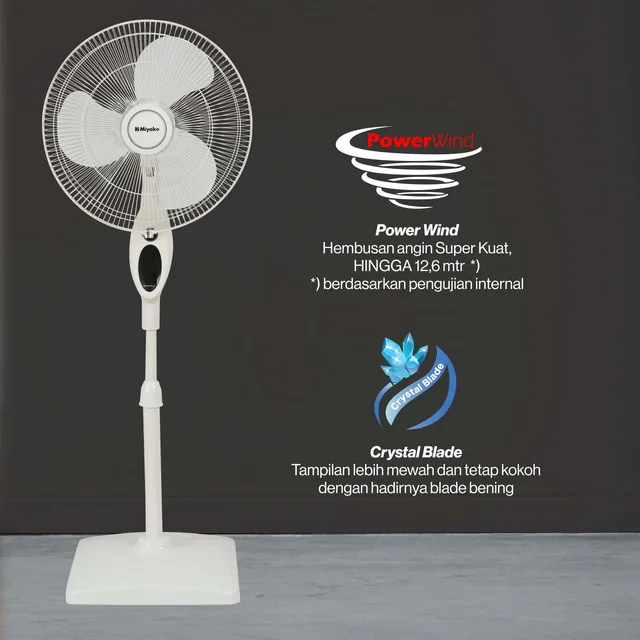 Miyako
PowerWind
Power Wind
Hembusan angin Super Kuat,
HINGGA 12,6 mtr *)
*) berdasarkan pengujian internal
Crystal Blade
Crystal Blade
Tampilan lebih mewah dan tetap kokoh
dengan hadirnya blade bening